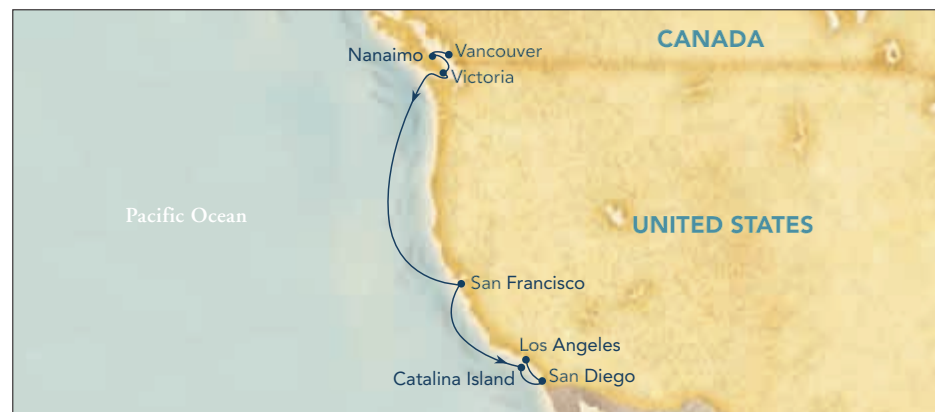 CANADA
Vancouver
Nanaimo
Victoria
Pacific Ocean
UNITED STATES
San Francisco
Los Angeles
Catalina Island
San Diego